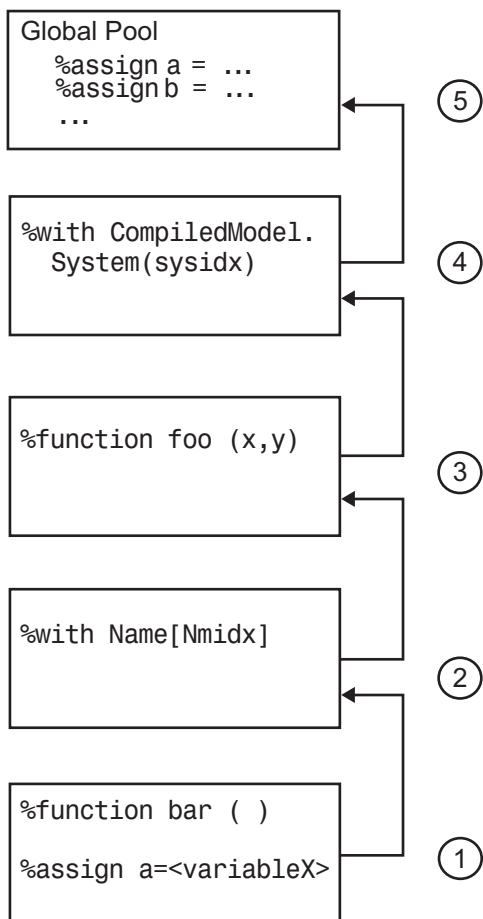 Global Pool
%assign a = ...
%assign b = ...
...
5
%with CompiledModel.
System(sysidx)
4
%function foo (x,y)
3
%with Name[Nmidx]
2
%function bar ( )
%assign a=<variableX>
1